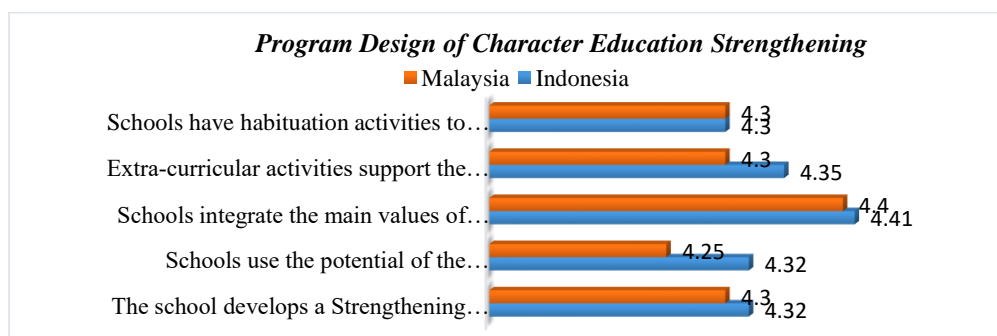 Program Design of Character Education Strengthening
Malaysia Indonesia
Schools have habituation activities to…
4.3
4.3
Extra-curricular activities support the…
4.3
4.35
Schools integrate the main values of…
4.4
4.41
Schools use the potential of the…
4.25
4.32
The school develops a Strengthening…
4.3
4.32